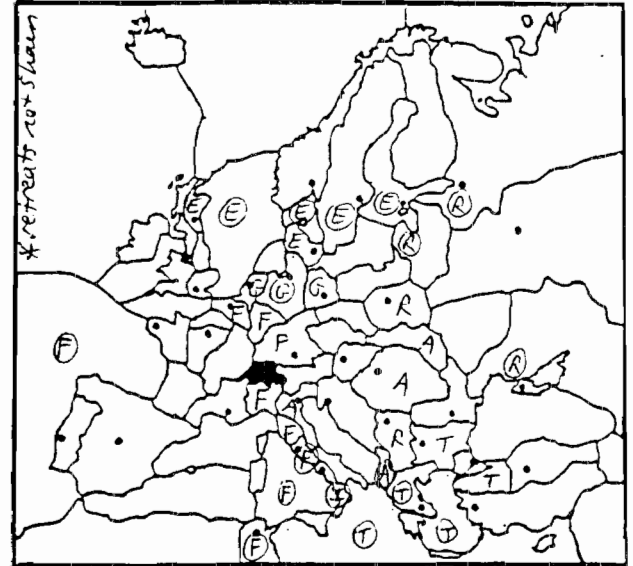 *retreats not shown
E E E E E R
E R
G G G
E F R
F F A
R
F A A
R T
A T
F T
F T T